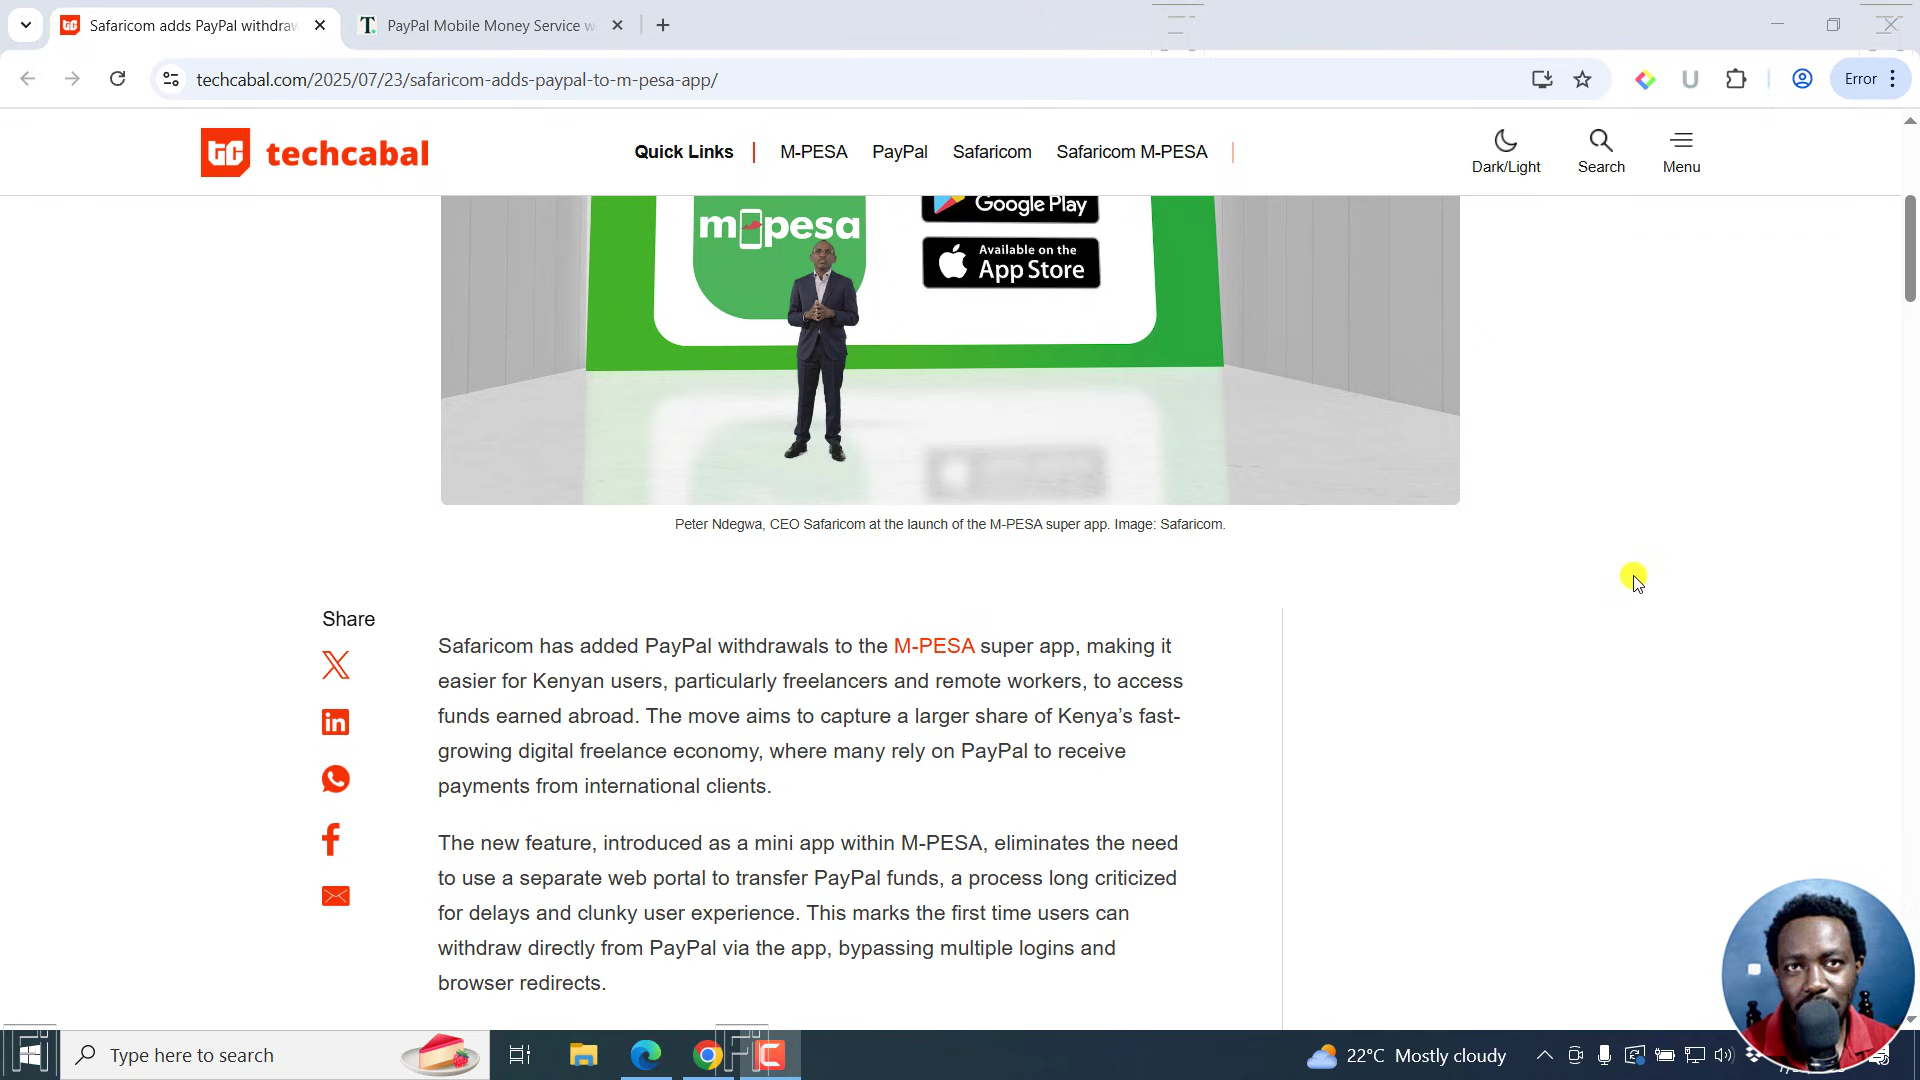 Safaricom adds PayPal withdraw
PayPal Mobile Money Service w
techcabal.com/2025/07/23/safaricom-adds-paypal-to-m-pesa-app/
Error
techcabal
Quick Links
M-PESA
PayPal
Safaricom
Safaricom M-PESA
Dark/Light
Search
Menu
m pesa
Google Play
Available on the
App Store
Peter Ndegwa, CEO Safaricom at the launch of the M-PESA super app. Image: Safaricom.
Share
Safaricom has added PayPal withdrawals to the M-PESA super app, making it
easier for Kenyan users, particularly freelancers and remote workers, to access
funds earned abroad. The move aims to capture a larger share of Kenya’s fast-
growing digital freelance economy, where many rely on PayPal to receive
payments from international clients.
The new feature, introduced as a mini app within M-PESA, eliminates the need
to use a separate web portal to transfer PayPal funds, a process long criticized
for delays and clunky user experience. This marks the first time users can
withdraw directly from PayPal via the app, bypassing multiple logins and
browser redirects.
Type here to search
22°C Mostly cloudy